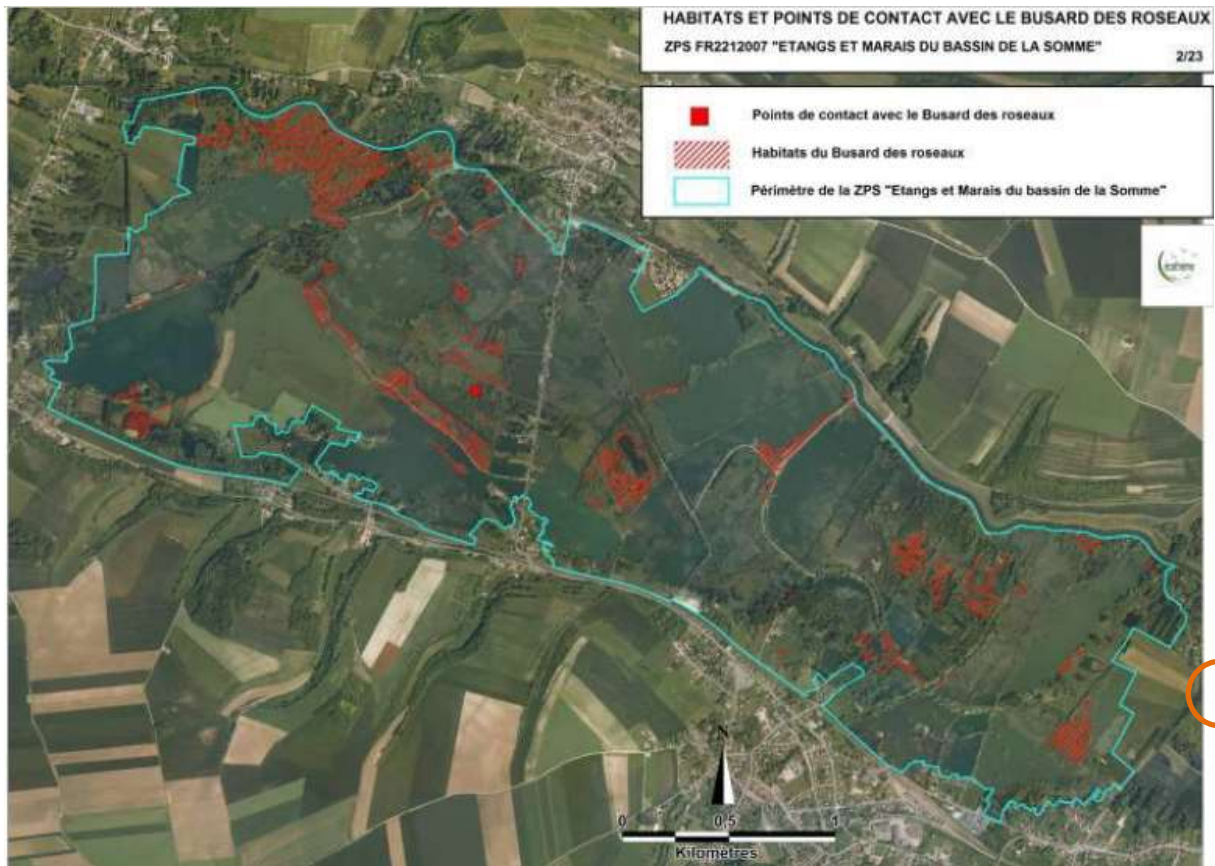 HABITATS ET POINTS DE CONTACT AVEC LE BUSARD DES ROSEAUX
ZPS FR2212007 "ETANGS ET MARAIS DU BASSIN DE LA SOMME"
2/23
Points de contact avec le Busard des roseaux
Habitats du Busard des roseaux
Périmètre de la ZPS "Etangs et Marais du bassin de la Somme"
N
0 0,5 1
Kilomètres